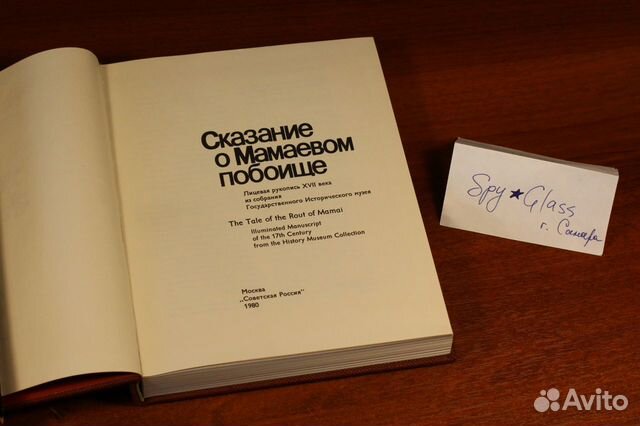 Сказание
о Мамаевом
побоище
Лицевая рукопись XVII века
из собрания
Государственного Исторического музея
The Tale of the Rout of Mamai
Illuminated Manuscript
of the 17th Century
from the History Museum Collection
Москва
„Советская Россия"
1980
Spy★Glass
г. Самара
Avito